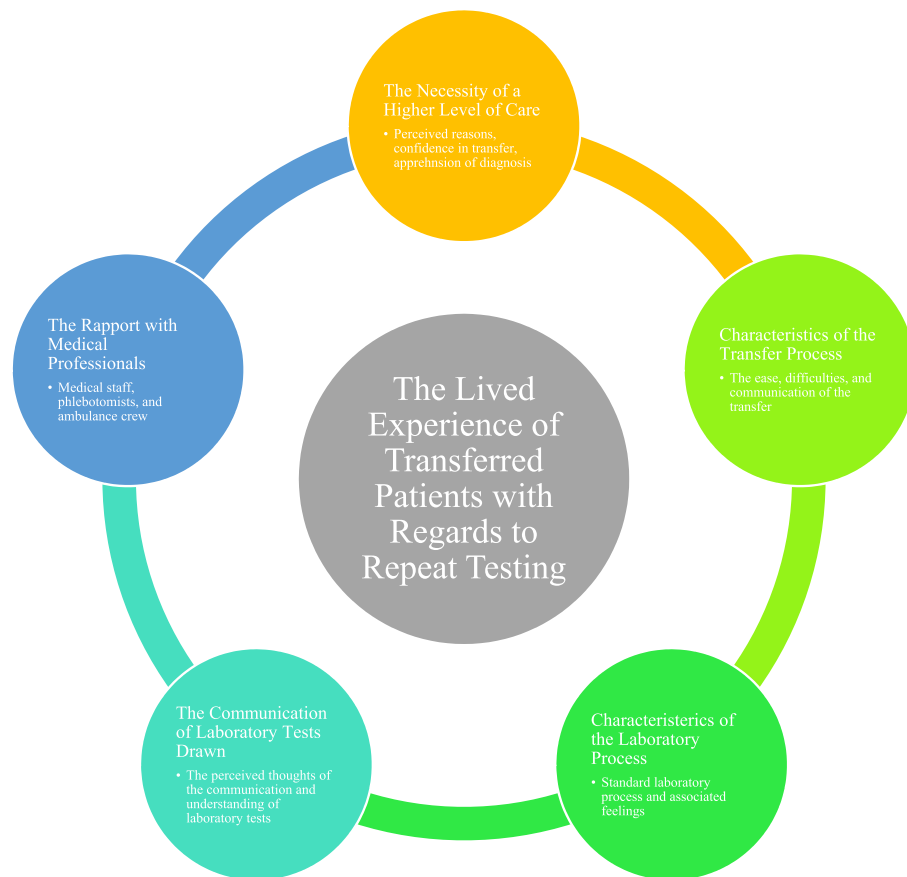 The Necessity of a
Higher Level of Care
• Perceived reasons,
confidence in transfer,
apprehnsion of diagnosis
Characteristics of the
Transfer Process
• The ease, difficulties, and
communication of the
transfer
Characteristerics of
the Laboratory
Process
• Standard laboratory
process and associated
feelings
The Communication
of Laboratory Tests
Drawn
• The perceived thoughts of
the communication and
understanding of
laboratory tests
The Rapport with
Medical
Professionals
• Medical staff,
phlebotomists, and
ambulance crew
The Lived
Experience of
Transferred
Patients with
Regards to
Repeat Testing